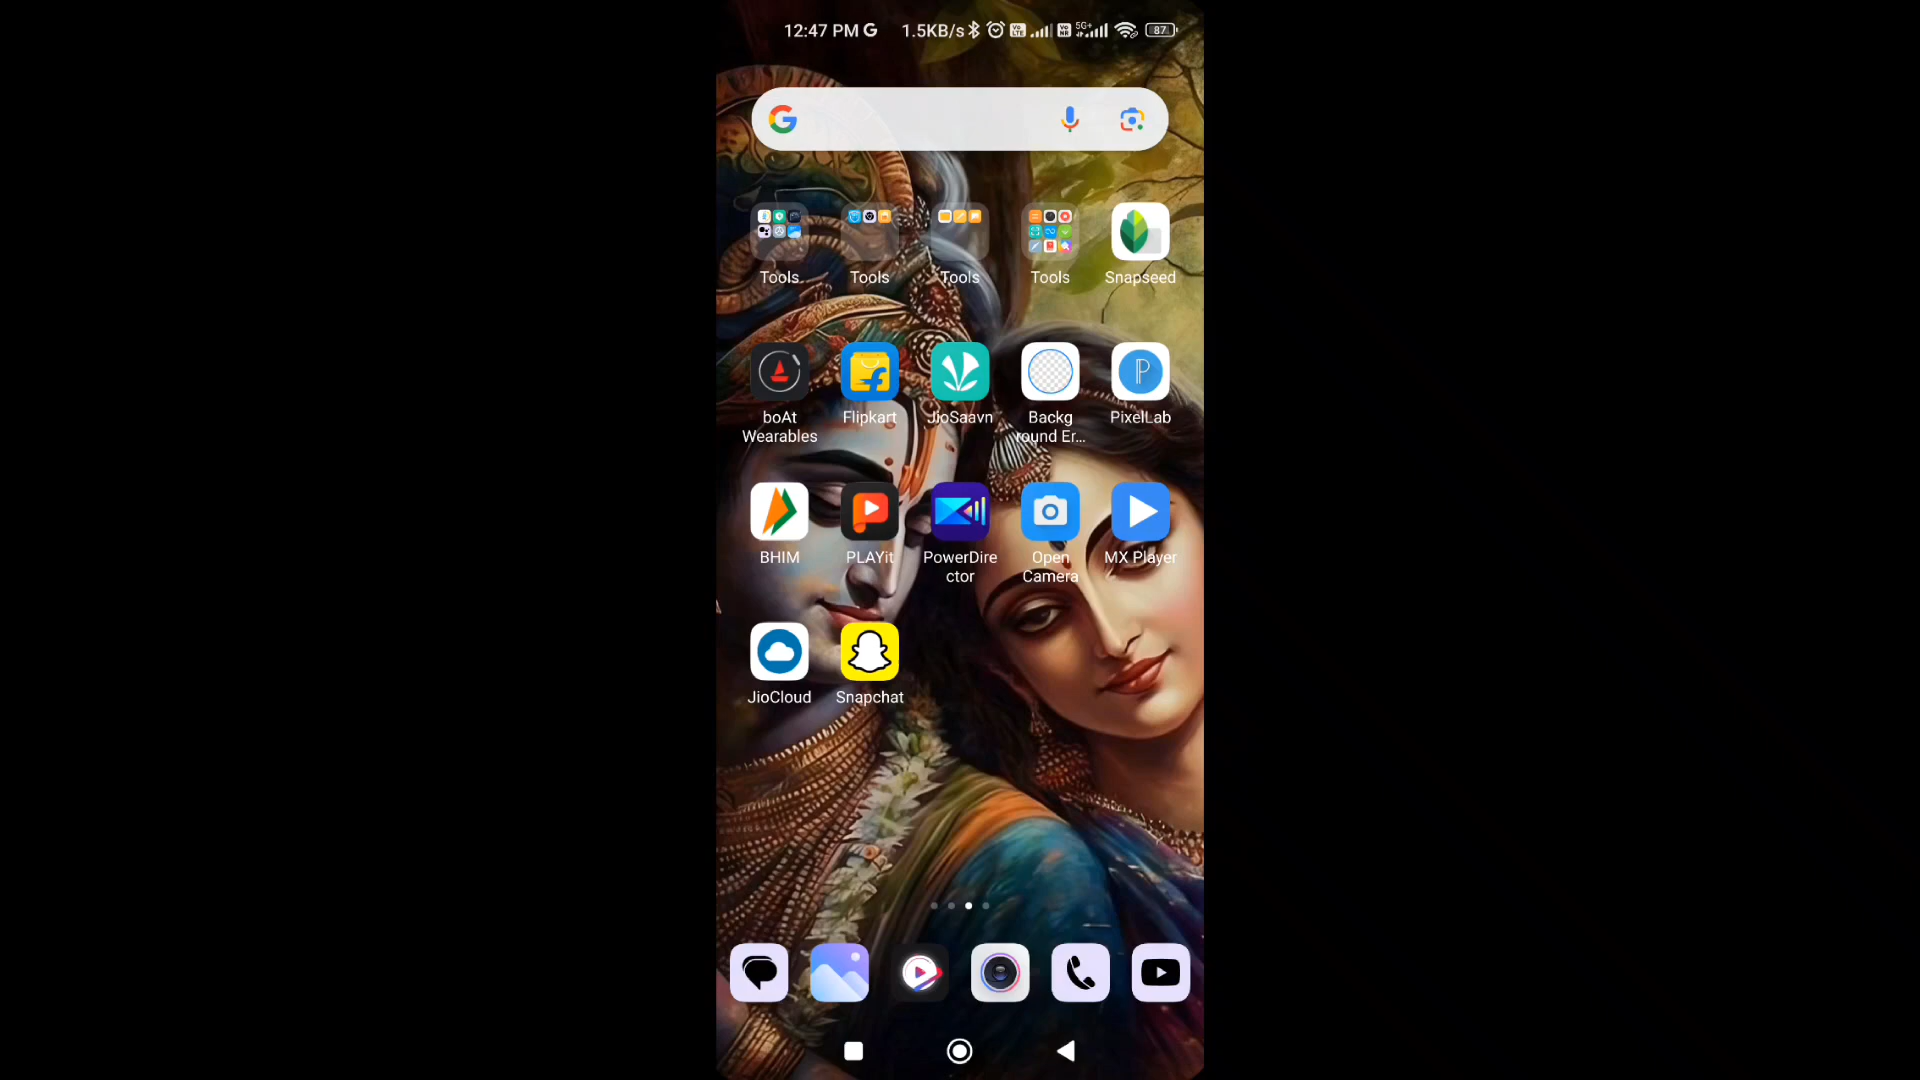 12:47 PM G 1.5KB/s 5G+ 87
Tools Tools Tools Tools Snapseed
boAt Wearables
Flipkart
JioSaavn
Backg
round Er...
PixelLab
BHIM
PLAYit
PowerDire
ctor
Open
Camera
MX Player
JioCloud
Snapchat